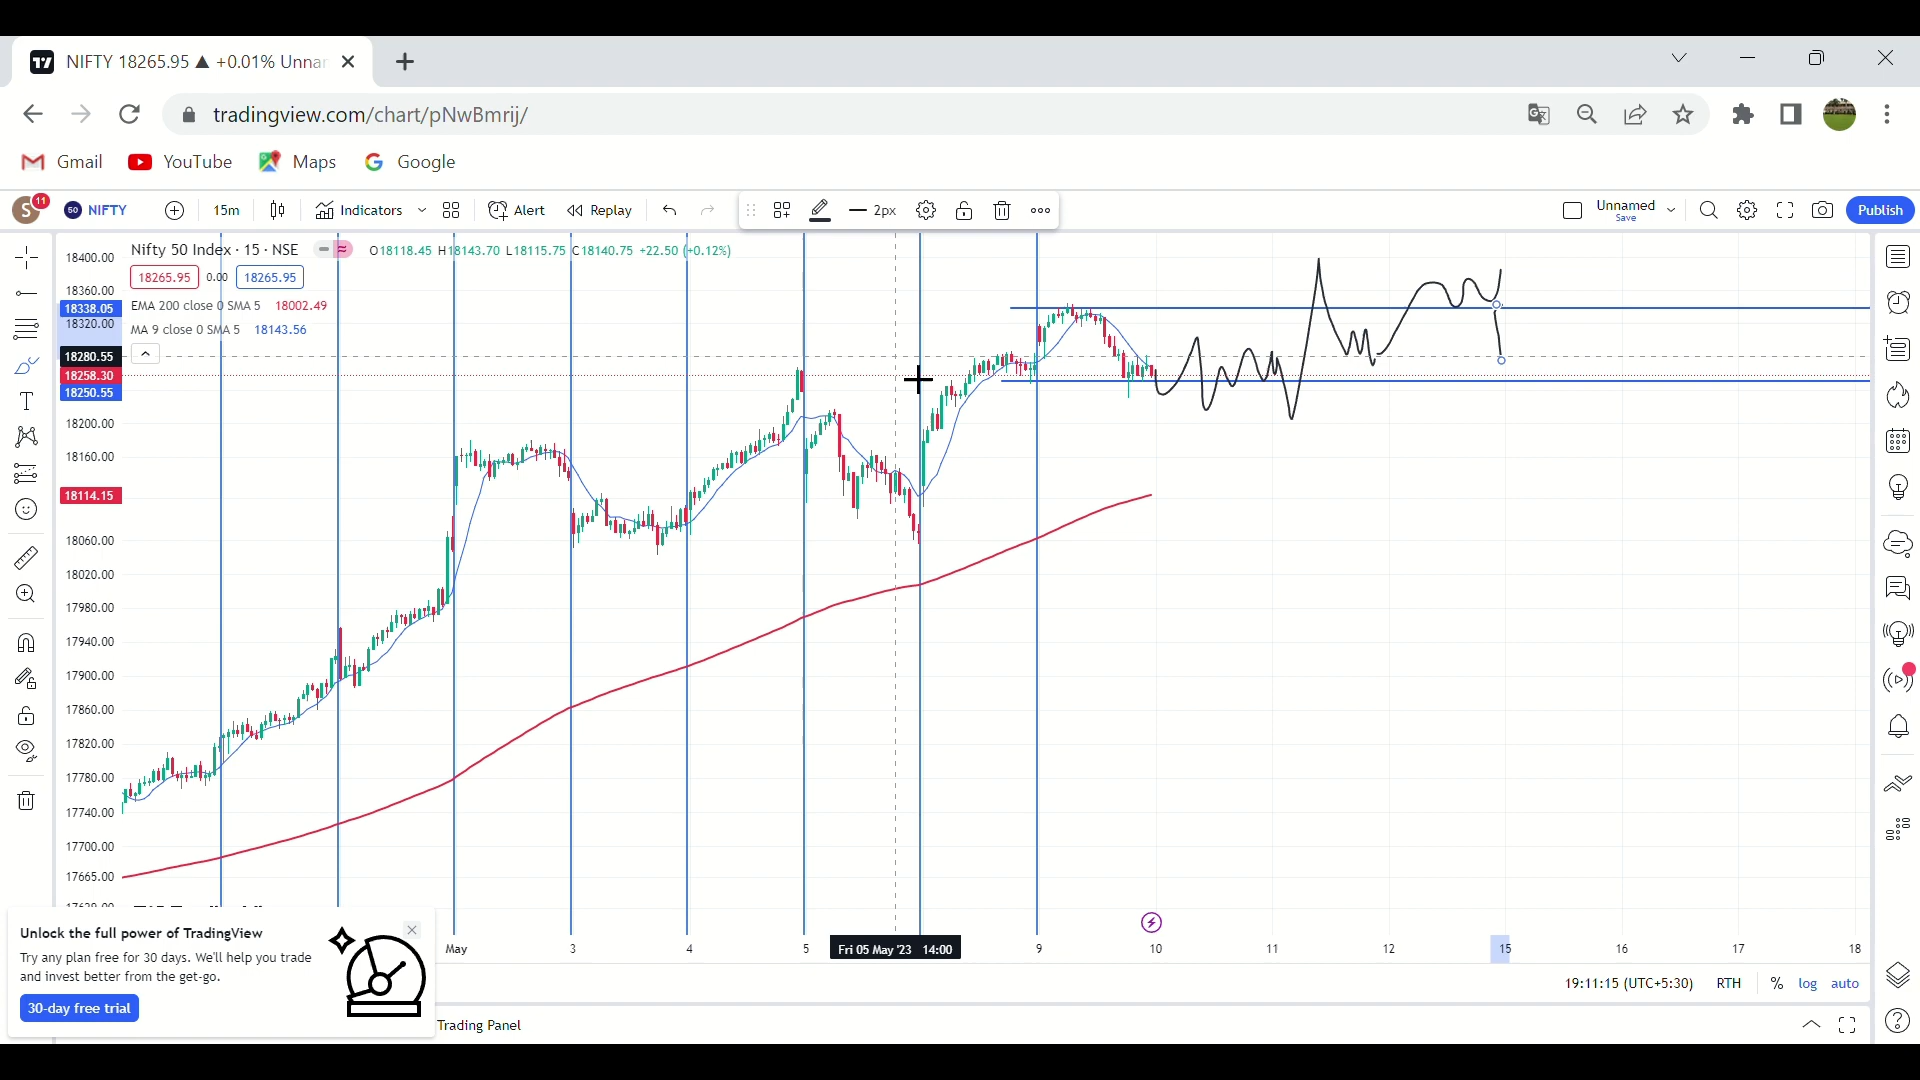 NIFTY 18265.95 ▲ +0.01% Unnar
tradingview.com/chart/pNwBmrij/
Gmail YouTube Maps Google
S 11 50 NIFTY 15m Indicators Alert Replay 2px Unnamed Save Publish
Nifty 50 Index · 15 · NSE O18118.45 H18143.70 L18115.75 C18140.75 +22.50 (+0.12%)
18265.95 0.00 18265.95
EMA 200 close 0 SMA 5 18002.49
MA 9 close 0 SMA 5 18143.56
18400.00
18360.00
18338.05
18320.00
18280.55
18258.30
18250.55
18200.00
18160.00
18114.15
18060.00
18020.00
17980.00
17940.00
17900.00
17860.00
17820.00
17780.00
17740.00
17700.00
17665.00
May 3 4 5 Fri 05 May '23 14:00 9 10 11 12 15 16 17 18
Unlock the full power of TradingView
Try any plan free for 30 days. We'll help you trade
and invest better from the get-go.
30-day free trial
19:11:15 (UTC+5:30) RTH % log auto
Trading Panel